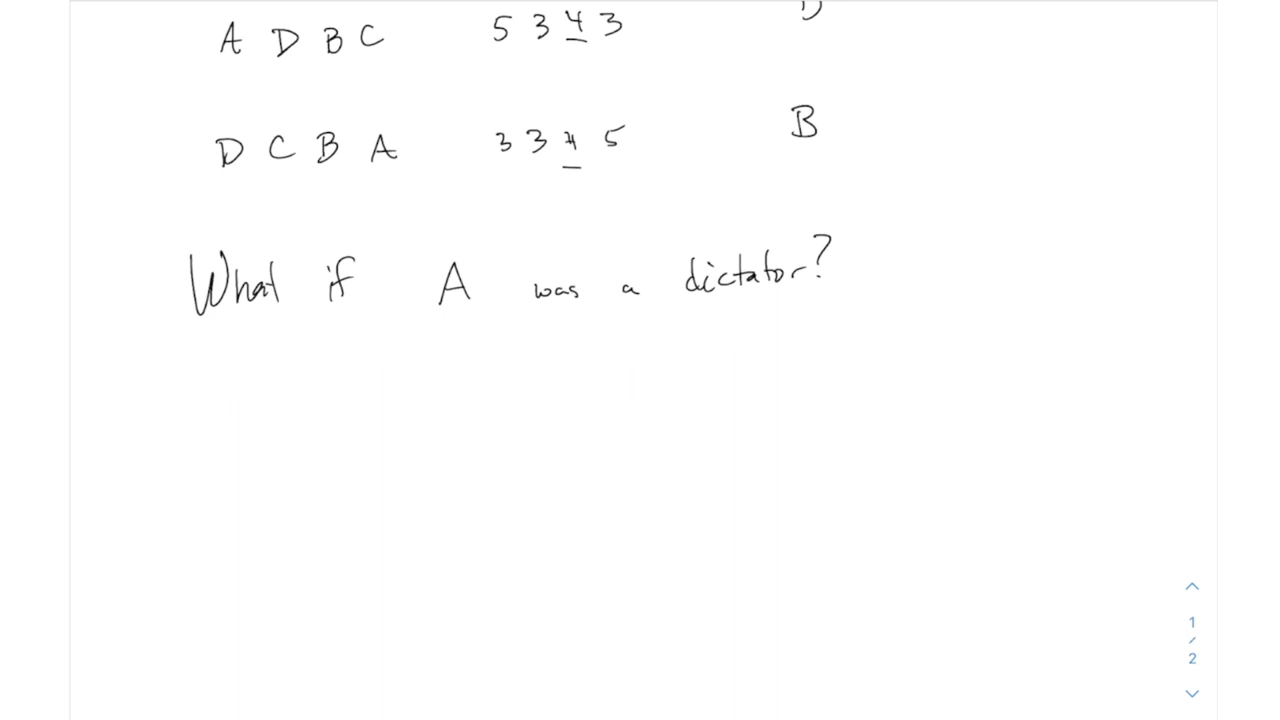 A D B C 5 3 4 3
D C B A 3 3 4 5 B
What if A was a dictator?
1
/
2